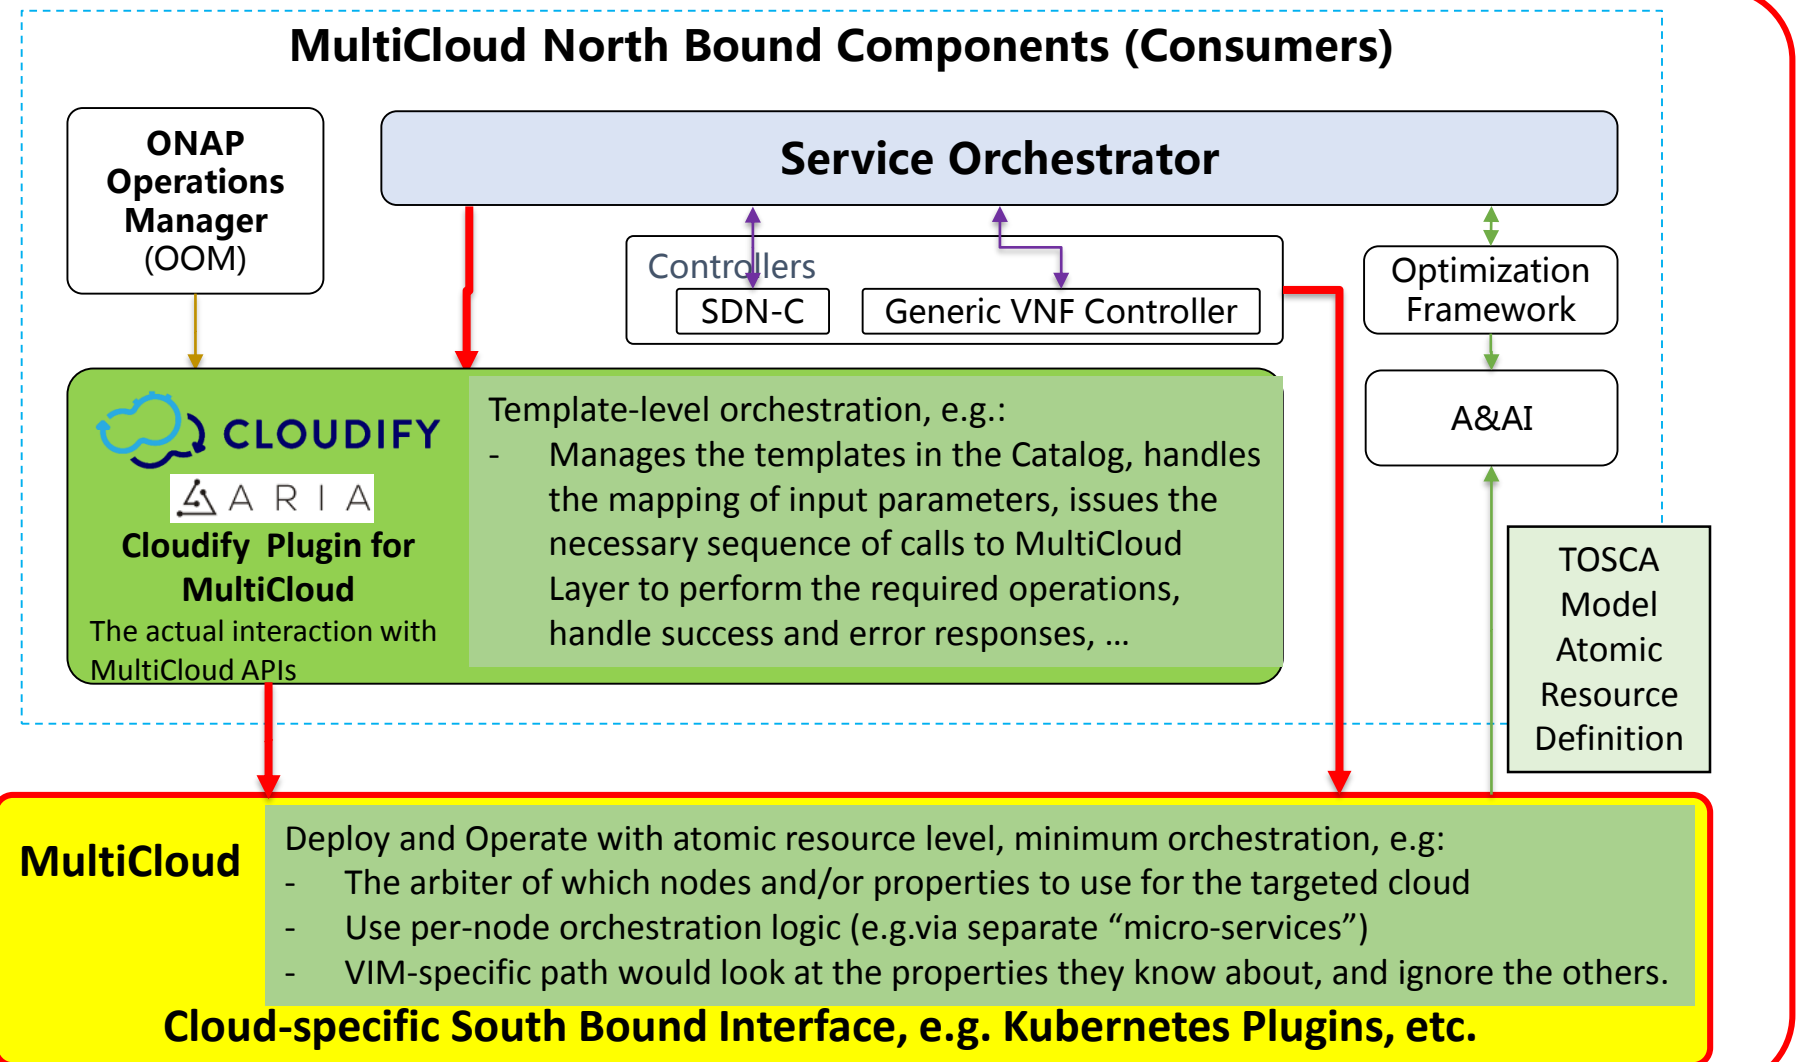 MultiCloud North Bound Components (Consumers)
ONAP
Operations
Manager
(OOM)
Service Orchestrator
Controllers
SDN-C
Generic VNF Controller
Optimization
Framework
A&AI
CLOUDIFY
ARIA
Cloudify Plugin for
MultiCloud
The actual interaction with
MultiCloud APIs
Template-level orchestration, e.g.:
- Manages the templates in the Catalog, handles
the mapping of input parameters, issues the
necessary sequence of calls to MultiCloud
Layer to perform the required operations,
handle success and error responses, …
TOSCA
Model
Atomic
Resource
Definition
MultiCloud
Deploy and Operate with atomic resource level, minimum orchestration, e.g:
- The arbiter of which nodes and/or properties to use for the targeted cloud
- Use per-node orchestration logic (e.g.via separate “micro-services”)
- VIM-specific path would look at the properties they know about, and ignore the others.
Cloud-specific South Bound Interface, e.g. Kubernetes Plugins, etc.